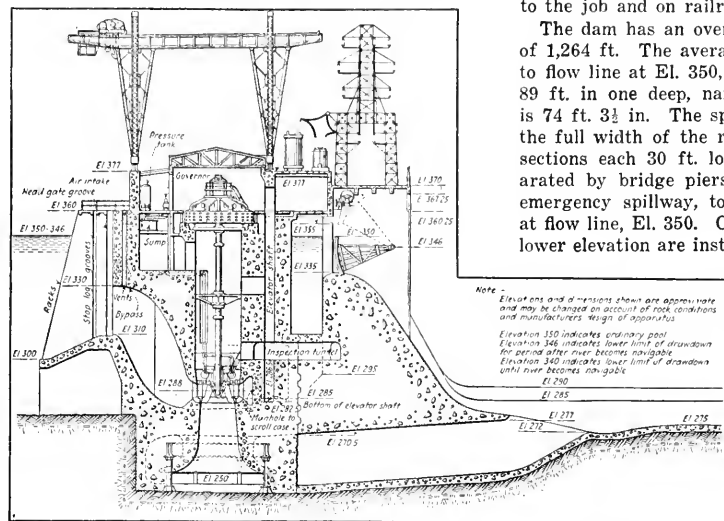 to the job and on railro
The dam has an over
of 1,264 ft. The avera
to flow line at El. 350,
89 ft. in one deep, na
is 74 ft. 3½ in. The sp
the full width of the r
sections each 30 ft. lo
arated by bridge piers
emergency spillway, to
at flow line, El. 350. C
lower elevation are inst
Pressure
tank
El 377
Governor
El 377
Air intake
Head gate groove
El 360
El 370
El 361.25
El 360.25
El 350-346
El 355
El 350
El 346
Sump
El 335
Elevator shaft
El 330
Racks
Stop log grooves
Vents
Bypass
El 310
El 300
Inspection tunnel
El 295
El 288
El 285
El 282
Bottom of elevator shaft
Manhole to
scroll case
El 270.5
El 250
Note -
Elevations and dimensions shown are approximate
and may be changed on account of rock conditions
and manufacturers design of apparatus
Elevation 350 indicates ordinary pool
Elevation 346 indicates lower limit of drawdown
for period after river becomes navigable
Elevation 340 indicates lower limit of drawdown
until river becomes navigable
El 290
El 285
El 277
El 272
El 275